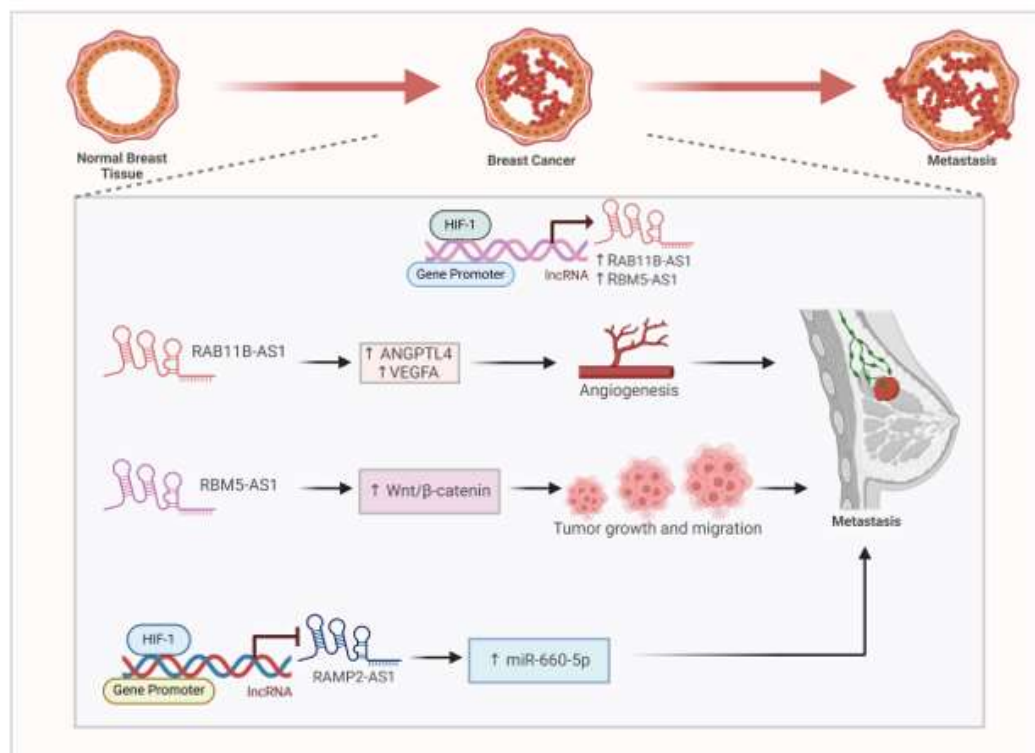 Normal Breast
Tissue
Breast Cancer
Metastasis
HIF-1
Gene Promoter
lncRNA
↑ RAB11B-AS1
↑ RBM5-AS1
RAB11B-AS1
↑ ANGPTL4
↑ VEGFA
Angiogenesis
RBM5-AS1
↑ Wnt/β-catenin
Tumor growth and migration
Metastasis
HIF-1
Gene Promoter
lncRNA
RAMP2-AS1
↑ miR-660-5p